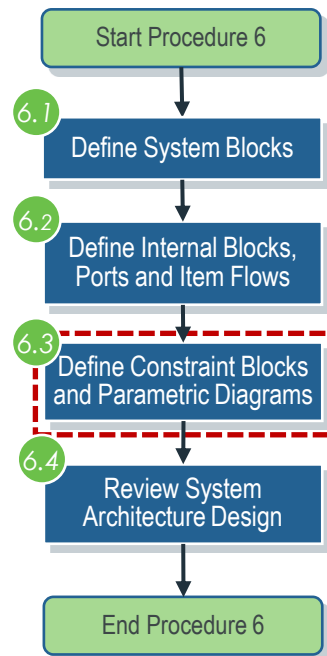 Start Procedure 6
6.1
Define System Blocks
6.2
Define Internal Blocks,
Ports and Item Flows
6.3
Define Constraint Blocks
and Parametric Diagrams
6.4
Review System
Architecture Design
End Procedure 6